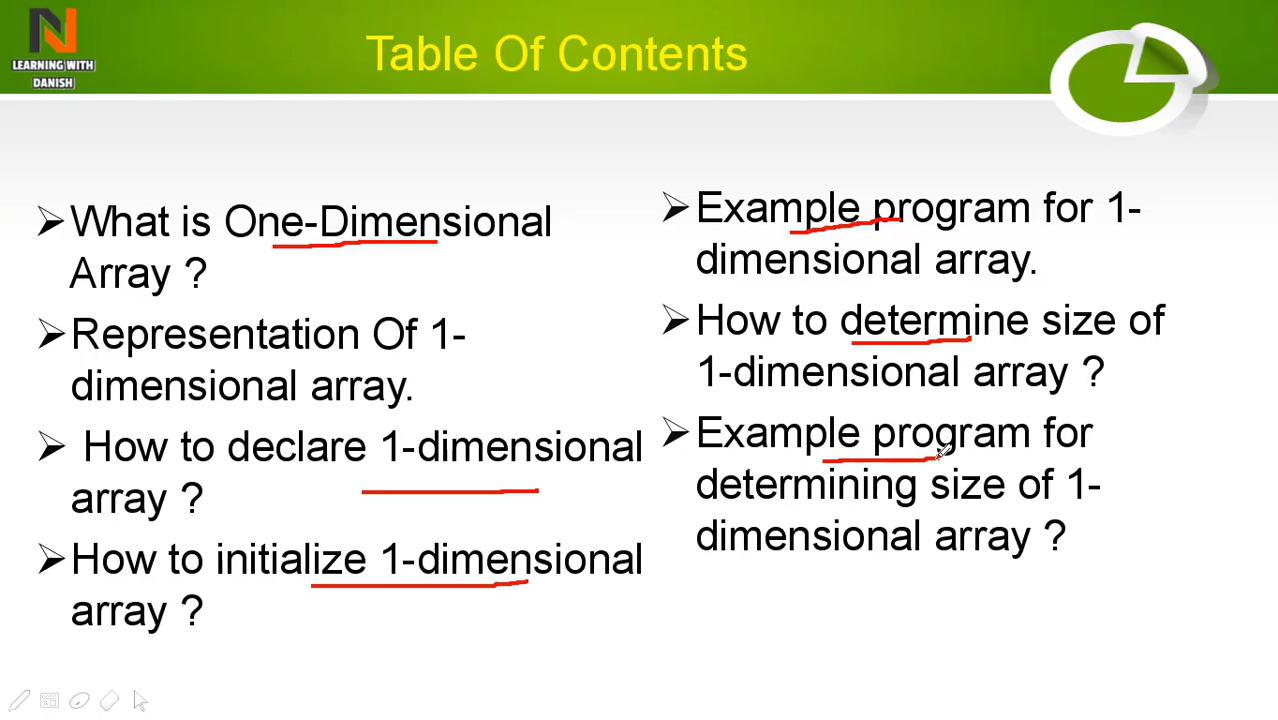 LEARNING WITH
DANISH
Table Of Contents
➢What is One-Dimensional
Array ?
➢Representation Of 1-
dimensional array.
➢ How to declare 1-dimensional
array ?
➢How to initialize 1-dimensional
array ?
➢Example program for 1-
dimensional array.
➢How to determine size of
1-dimensional array ?
➢Example program for
determining size of 1-
dimensional array ?